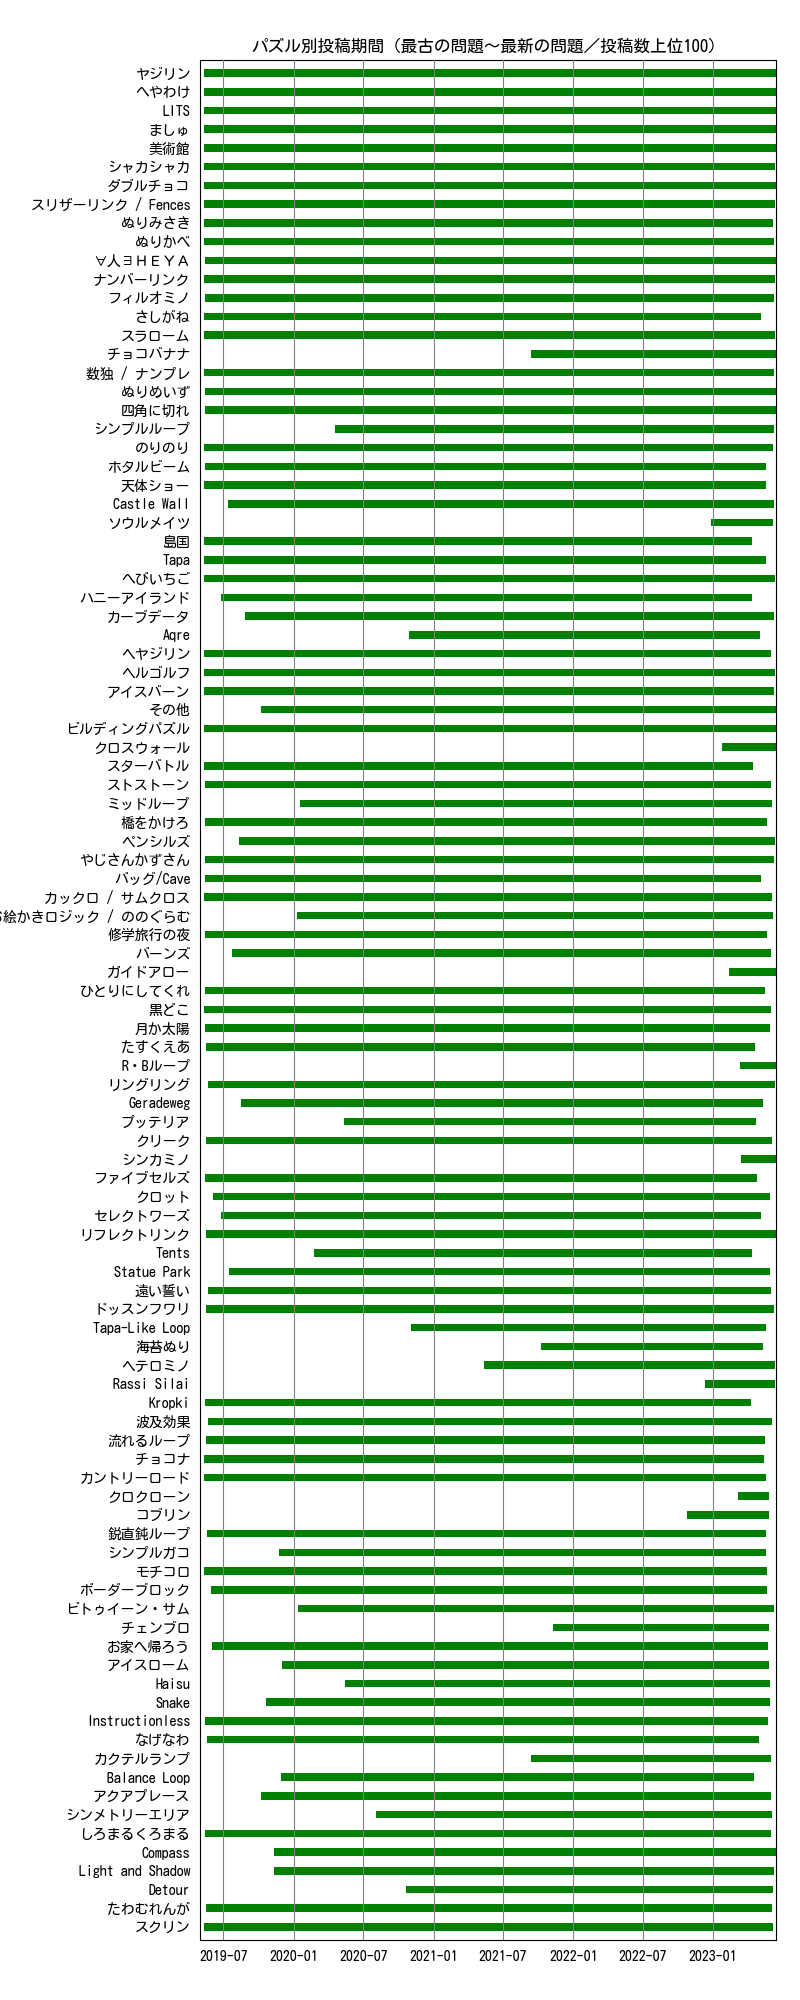 パズル別投稿期間（最古の問題～最新の問題／投稿数上位100）
ヤジリン
へやわけ
LITS
ましゅ
美術館
シャカシャカ
ダブルチョコ
スリザーリンク / Fences
ぬりみさき
ぬりかべ
∀人∃ＨＥＹＡ
ナンバーリンク
フィルオミノ
さしがね
スラローム
チョコバナナ
数独 / ナンプレ
ぬりめいず
四角に切れ
シンプルループ
のりのり
ホタルビーム
天体ショー
Castle Wall
ソウルメイツ
島国
Tapa
へびいちご
ハニーアイランド
カーブデータ
Aqre
ヘヤジリン
ヘルゴルフ
アイスバーン
その他
ビルディングパズル
クロスウォール
スターバトル
ストストーン
ミッドループ
橋をかけろ
ペンシルズ
やじさんかずさん
バッグ/Cave
カックロ / サムクロス
絵かきロジック / ののぐらむ
修学旅行の夜
バーンズ
ガイドアロー
ひとりにしてくれ
黒どこ
月か太陽
たすくえあ
R・Bループ
リングリング
Geradeweg
プッテリア
クリーク
シンカミノ
ファイブセルズ
クロット
セレクトワーズ
リフレクトリンク
Tents
Statue Park
遠い誓い
ドッスンフワリ
Tapa-Like Loop
海苔ぬり
ヘテロミノ
Rassi Silai
Kropki
波及効果
流れるループ
チョコナ
カントリーロード
クロクローン
コブリン
鋭直鈍ループ
シンプルガコ
モチコロ
ボーダーブロック
ビトゥイーン・サム
チェンブロ
お家へ帰ろう
アイスローム
Haisu
Snake
Instructionless
なげなわ
カクテルランプ
Balance Loop
アクアプレース
シンメトリーエリア
しろまるくろまる
Compass
Light and Shadow
Detour
たわむれんが
スクリン
2019-07 2020-01 2020-07 2021-01 2021-07 2022-01 2022-07 2023-01